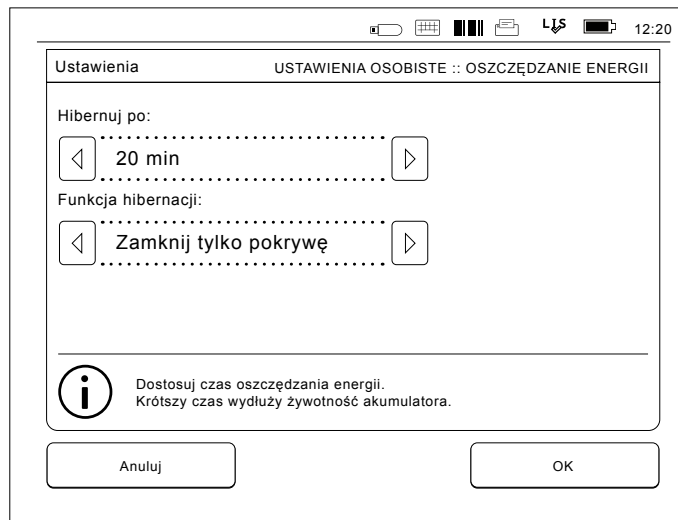 LIS 12:20
Ustawienia USTAWIENIA OSOBISTE :: OSZCZĘDZANIE ENERGII
Hibernuj po:
20 min
Funkcja hibernacji:
Zamknij tylko pokrywę
Dostosuj czas oszczędzania energii.
Krótszy czas wydłuży żywotność akumulatora.
Anuluj OK